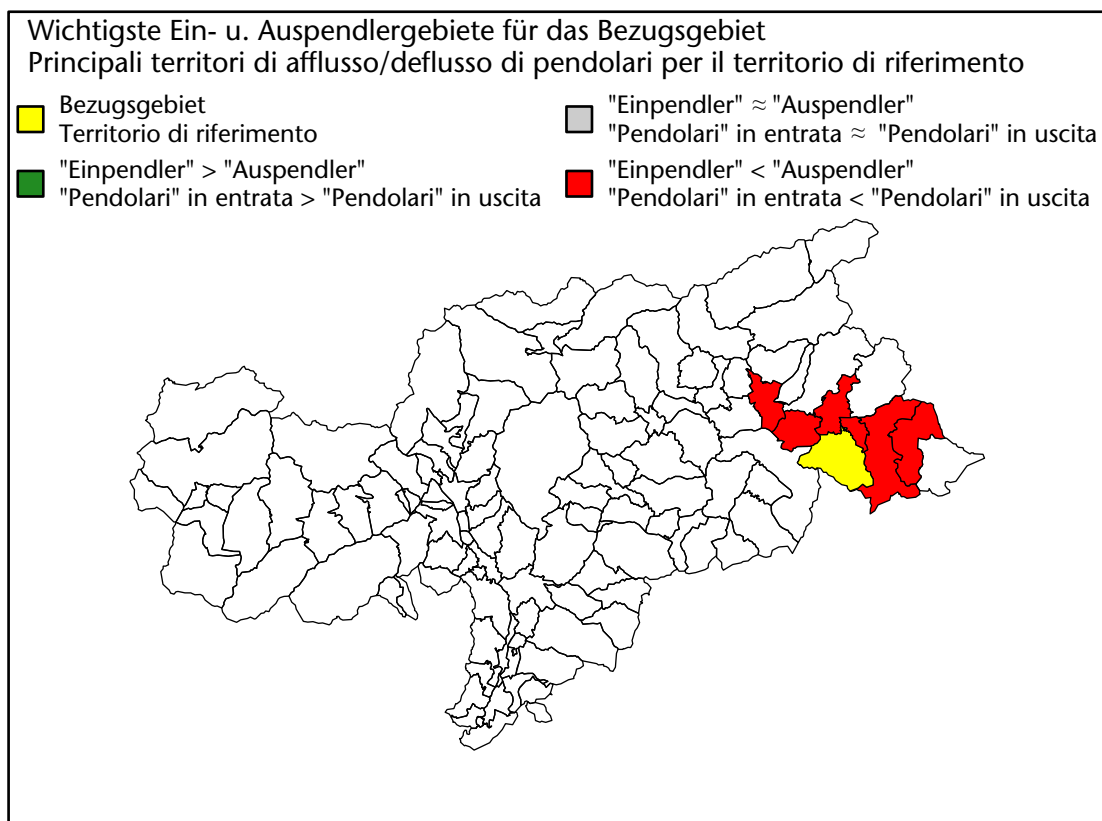 Wichtigste Ein- u. Auspendlergebiete für das Bezugsgebiet
Principali territori di afflusso/deflusso di pendolari per il territorio di riferimento
Bezugsgebiet
Territorio di riferimento
"Einpendler" > "Auspendler"
"Pendolari" in entrata > "Pendolari" in uscita
"Einpendler" ≈ "Auspendler"
"Pendolari" in entrata ≈ "Pendolari" in uscita
"Einpendler" < "Auspendler"
"Pendolari" in entrata < "Pendolari" in uscita